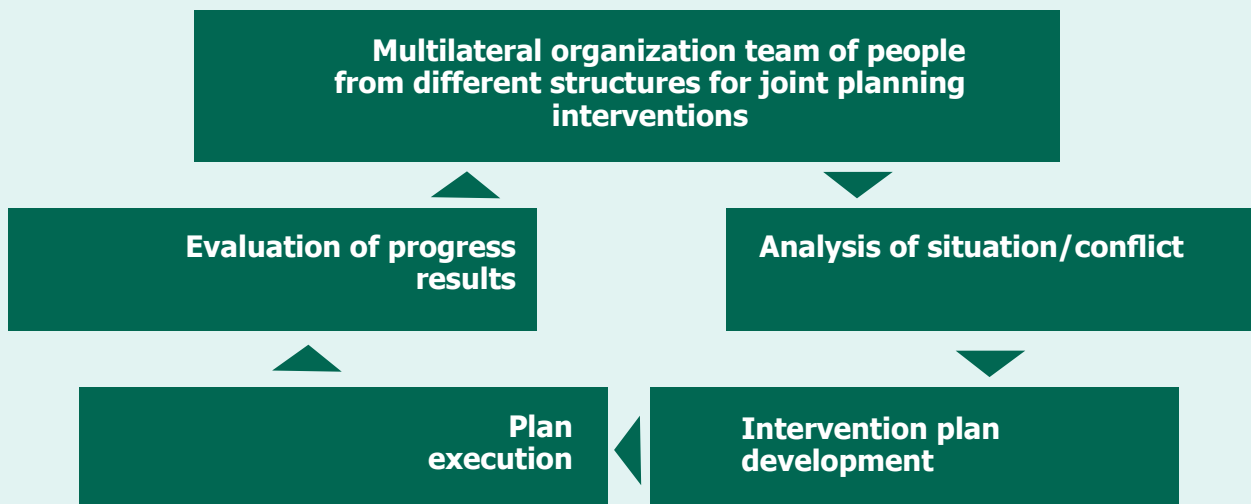 Multilateral organization team of people
from different structures for joint planning
interventions
Evaluation of progress
results
Analysis of situation/conflict
Plan
execution
Intervention plan
development